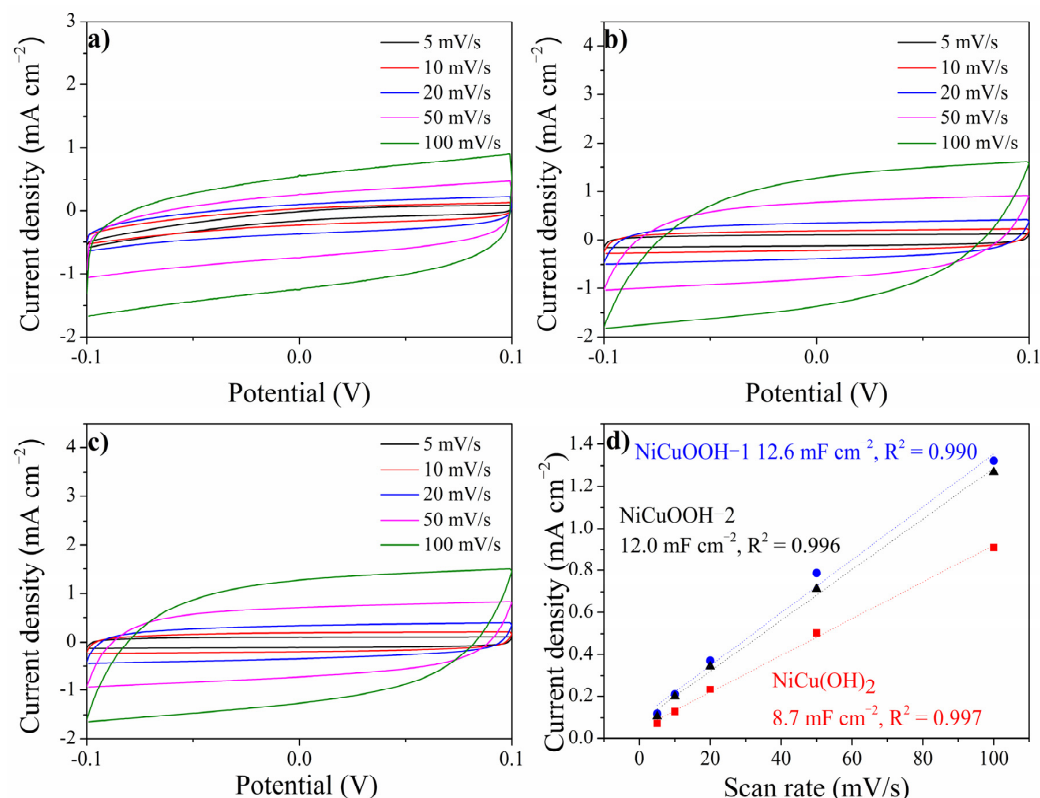 a)
3
2
1
0
-1
-2
-0.1
0.0
0.1
Current density (mA cm⁻²)
Potential (V)
5 mV/s
10 mV/s
20 mV/s
50 mV/s
100 mV/s
b)
4
3
2
1
0
-1
-2
-0.1
0.0
0.1
Current density (mA cm⁻²)
Potential (V)
5 mV/s
10 mV/s
20 mV/s
50 mV/s
100 mV/s
c)
4
3
2
1
0
-1
-2
-0.1
0.0
0.1
Current density (mA cm⁻²)
Potential (V)
5 mV/s
10 mV/s
20 mV/s
50 mV/s
100 mV/s
d)
1.4
1.2
1.0
0.8
0.6
0.4
0.2
0.0
0
20
40
60
80
100
Current density (mA cm⁻²)
Scan rate (mV/s)
NiCuOOH−1 12.6 mF cm⁻², R² = 0.990
NiCuOOH−2
12.0 mF cm⁻², R² = 0.996
NiCu(OH)₂
8.7 mF cm⁻², R² = 0.997